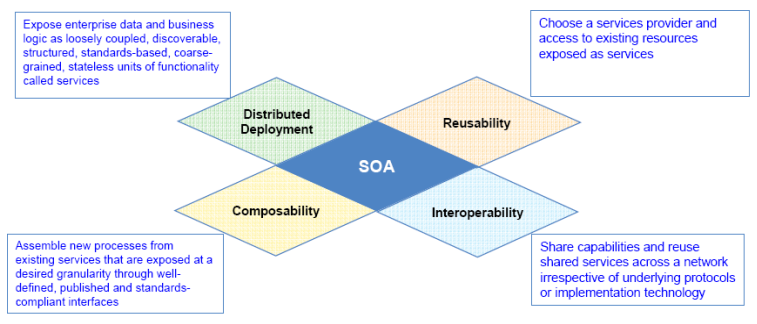 Expose enterprise data and business
logic as loosely coupled, discoverable,
structured, standards-based, coarse-
grained, stateless units of functionality
called services
Choose a services provider and
access to existing resources
exposed as services
Distributed
Deployment
Reusability
SOA
Composability
Interoperability
Assemble new processes from
existing services that are exposed at a
desired granularity through well-
defined, published and standards-
compliant interfaces
Share capabilities and reuse
shared services across a network
irrespective of underlying protocols
or implementation technology